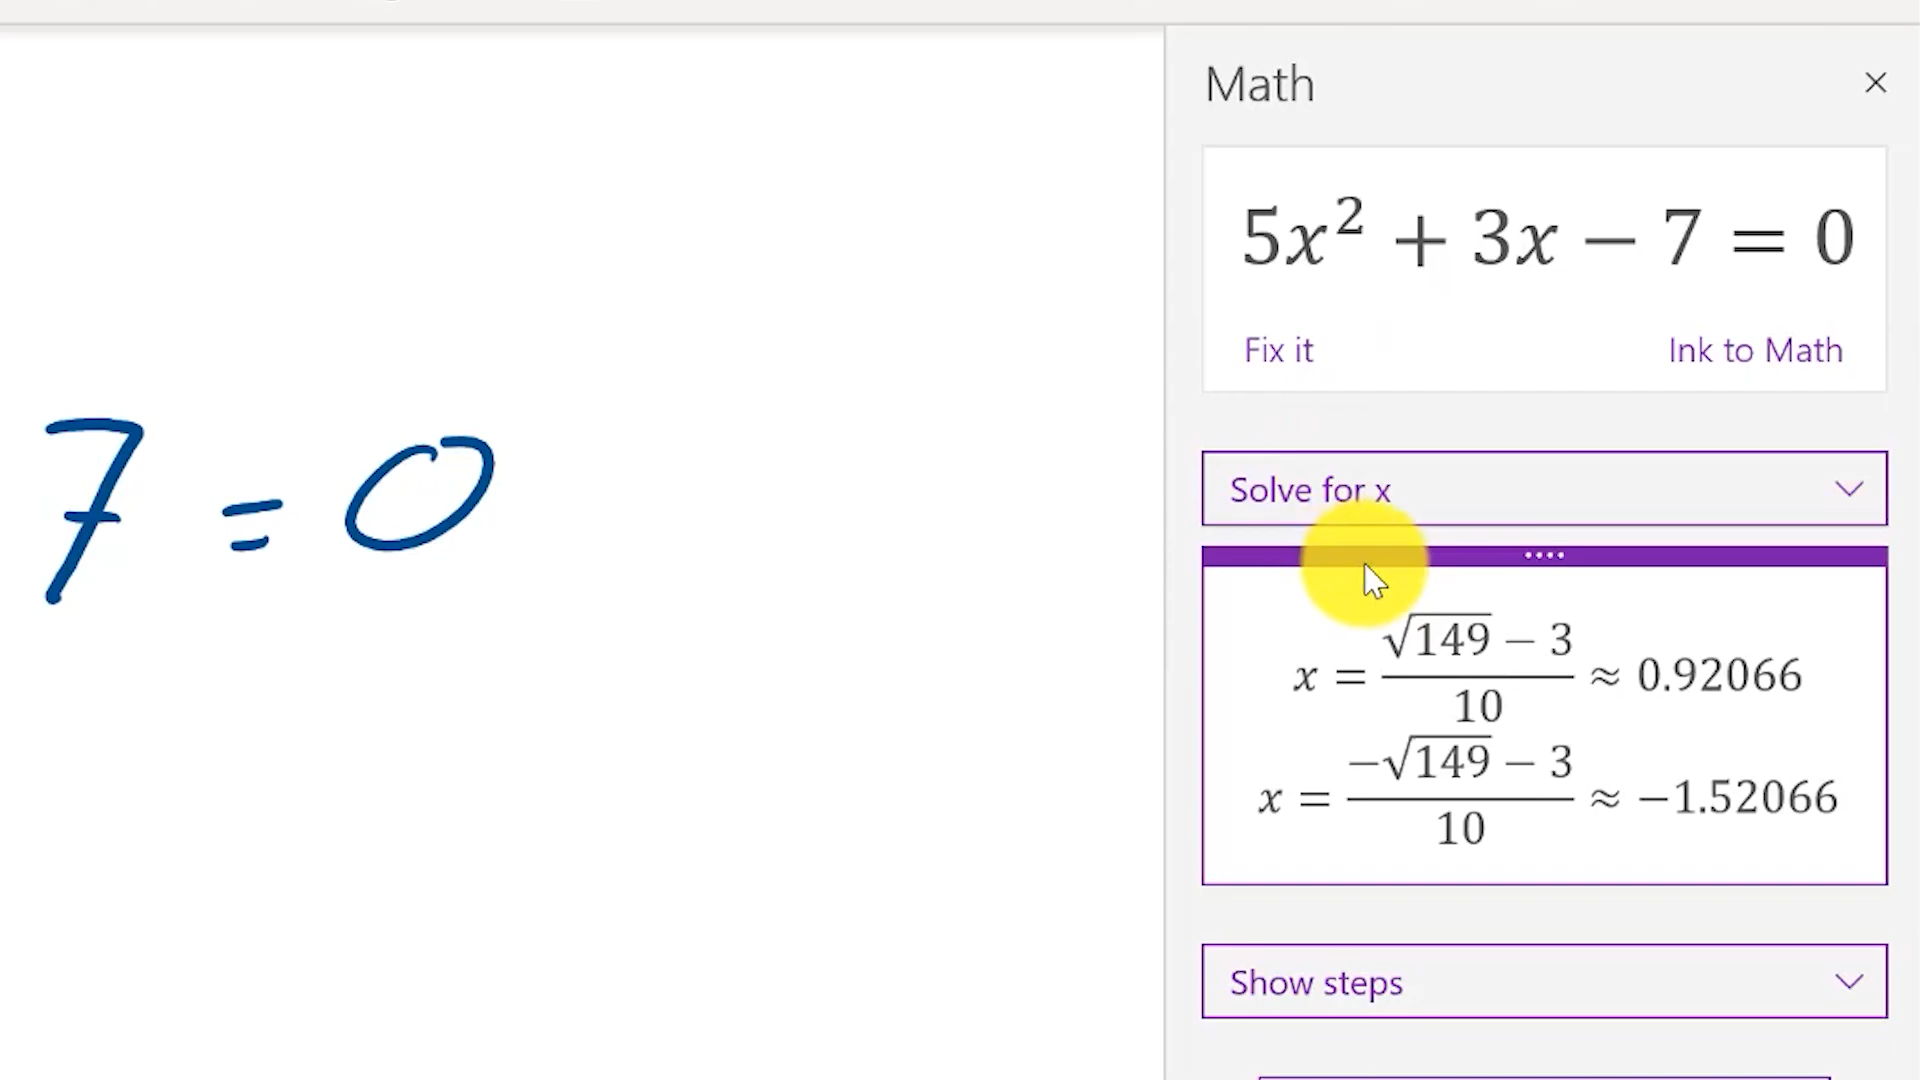 Math
5x² + 3x − 7 = 0
Fix it
Ink to Math
7 = 0
Solve for x
x = (√149 − 3)/10 ≈ 0.92066
x = (−√149 − 3)/10 ≈ −1.52066
Show steps